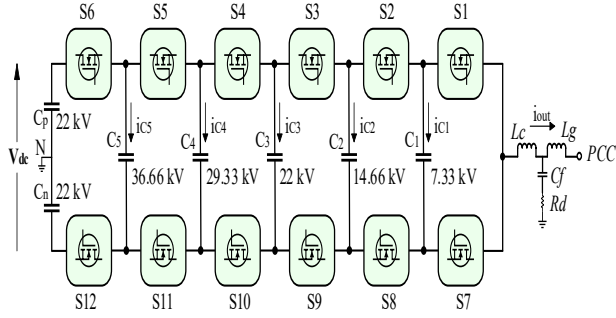 S6 S5 S4 S3 S2 S1
Cp 22 kV
Vdc
N
Cn 22 kV
iC5 iC4 iC3 iC2 iC1
C5 C4 C3 C2 C1
36.66 kV 29.33 kV 22 kV 14.66 kV 7.33 kV
iout
Lc Lg
PCC
Cf
Rd
S12 S11 S10 S9 S8 S7